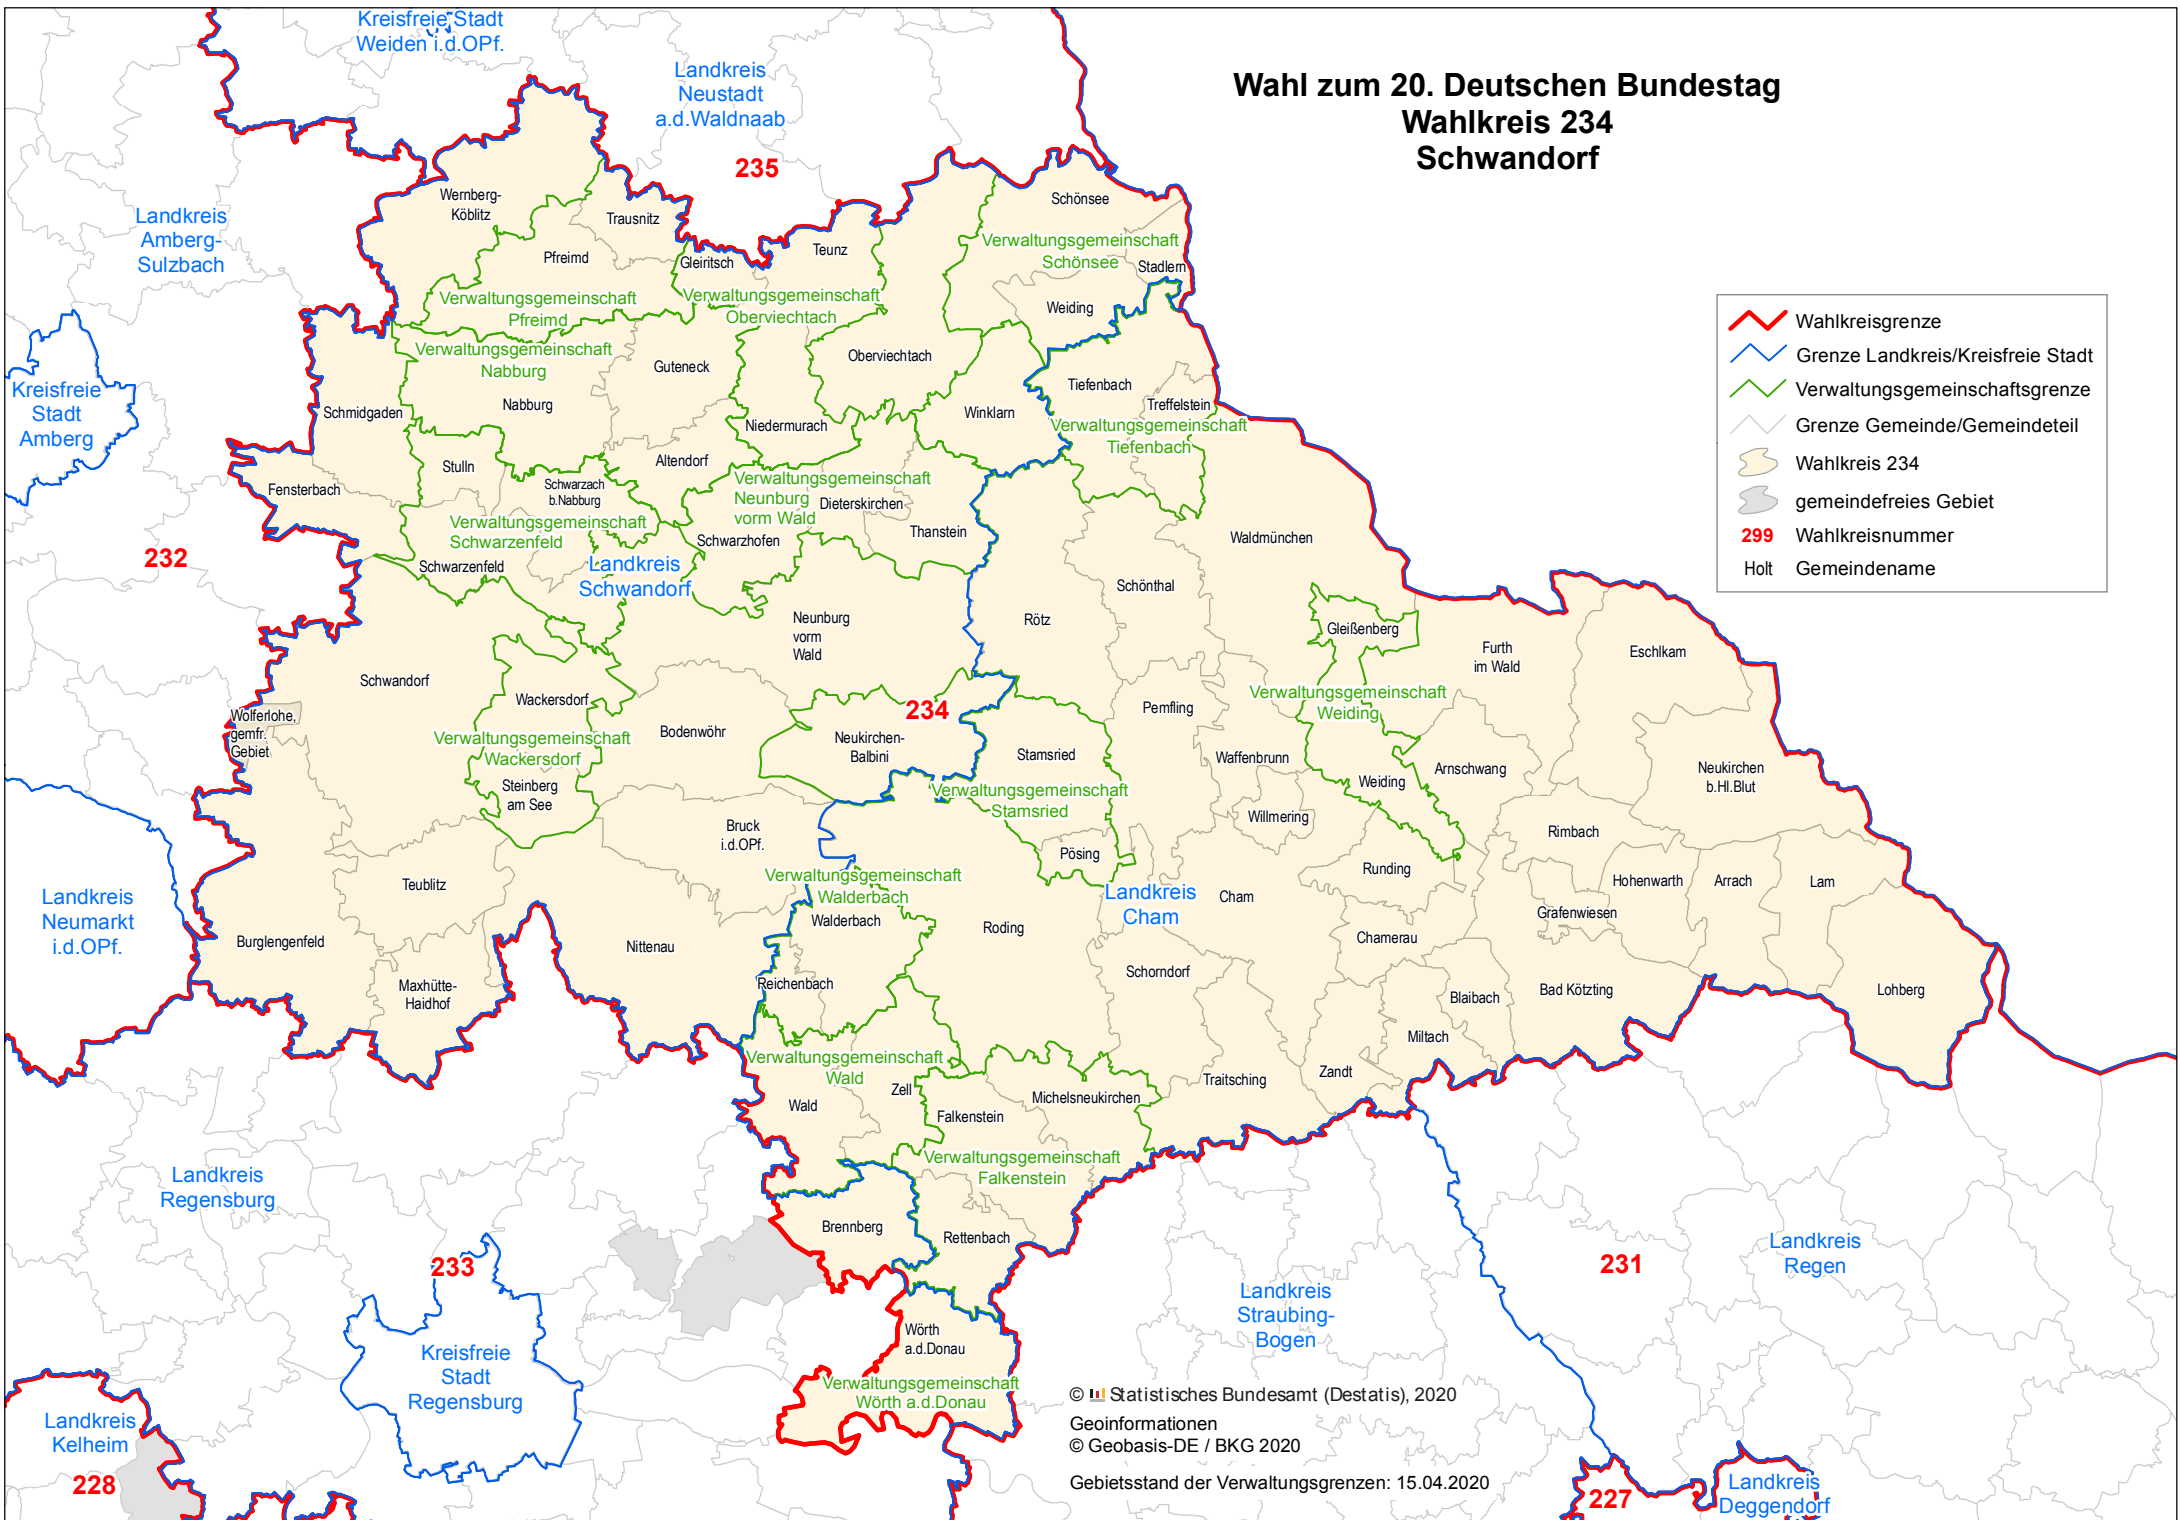 Wahl zum 20. Deutschen Bundestag
Wahlkreis 234
Schwandorf
Kreisfreie Stadt
Weiden i.d.OPf.
Landkreis
Neustadt
a.d.Waldnaab
235
Landkreis
Amberg-
Sulzbach
Kreisfreie
Stadt
Amberg
232
Landkreis
Neumarkt
i.d.OPf.
Wahlkreisgrenze
Grenze Landkreis/Kreisfreie Stadt
Verwaltungsgemeinschaftsgrenze
Grenze Gemeinde/Gemeindeteil
Wahlkreis 234
gemeindefreies Gebiet
299 Wahlkreisnummer
Holt Gemeindename
Wernberg-
Köblitz
Trausnitz
Pfreimd
Verwaltungsgemeinschaft
Pfreimd
Gleiritsch
Teunz
Verwaltungsgemeinschaft
Oberviechtach
Schönsee
Verwaltungsgemeinschaft
Schönsee
Stadlern
Weiding
Verwaltungsgemeinschaft
Nabburg
Nabburg
Guteneck
Oberviechtach
Winklarn
Tiefenbach
Treffelstein
Verwaltungsgemeinschaft
Tiefenbach
Schmidgaden
Niedermurach
Altendorf
Stulln
Fensterbach
Schwarzach
b.Nabburg
Verwaltungsgemeinschaft
Neunburg
vorm Wald
Dieterskirchen
Thanstein
Verwaltungsgemeinschaft
Schwarzenfeld
Schwarzenfeld
Schwarzhofen
Landkreis
Schwandorf
Waldmünchen
Schönthal
Rötz
Neunburg
vorm
Wald
Gleißenberg
Furth
im Wald
Eschlkam
Schwandorf
Wackersdorf
Wolferlohe,
gemfr.
Gebiet
Verwaltungsgemeinschaft
Wackersdorf
Steinberg
am See
Bodenwöhr
234
Neukirchen-
Balbini
Stamsried
Verwaltungsgemeinschaft
Stamsried
Pemfling
Verwaltungsgemeinschaft
Weiding
Waffenbrunn
Weiding
Arnschwang
Neukirchen
b.Hl.Blut
Willmering
Rimbach
Bruck
i.d.OPf.
Pösing
Runding
Hohenwarth
Arrach
Lam
Teublitz
Verwaltungsgemeinschaft
Walderbach
Walderbach
Landkreis
Cham
Cham
Grafenwiesen
Burglengenfeld
Nittenau
Roding
Chamerau
Schorndorf
Reichenbach
Maxhütte-
Haidhof
Blaibach
Bad Kötzting
Lohberg
Miltach
Verwaltungsgemeinschaft
Wald
Zell
Wald
Falkenstein
Michelsneukirchen
Traitsching
Zandt
Verwaltungsgemeinschaft
Falkenstein
Brennberg
Rettenbach
Landkreis
Regensburg
233
Kreisfreie
Stadt
Regensburg
Wörth
a.d.Donau
Verwaltungsgemeinschaft
Wörth a.d.Donau
Landkreis
Straubing-
Bogen
231
Landkreis
Regen
Landkreis
Kelheim
228
227
Landkreis
Deggendorf
© Statistisches Bundesamt (Destatis), 2020
Geoinformationen
© Geobasis-DE / BKG 2020
Gebietsstand der Verwaltungsgrenzen: 15.04.2020